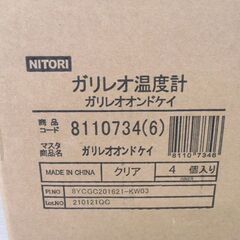 NITORI
ガリレオ温度計
ガリレオオンドケイ
商品コード 8110734(6)
マスタ商品名 ガリレオオンドケイ
8110 7346
MADE IN CHINA クリア 4 個入り
PI.NO 8YCGC201621-KW03
Lot.NO 210121QC